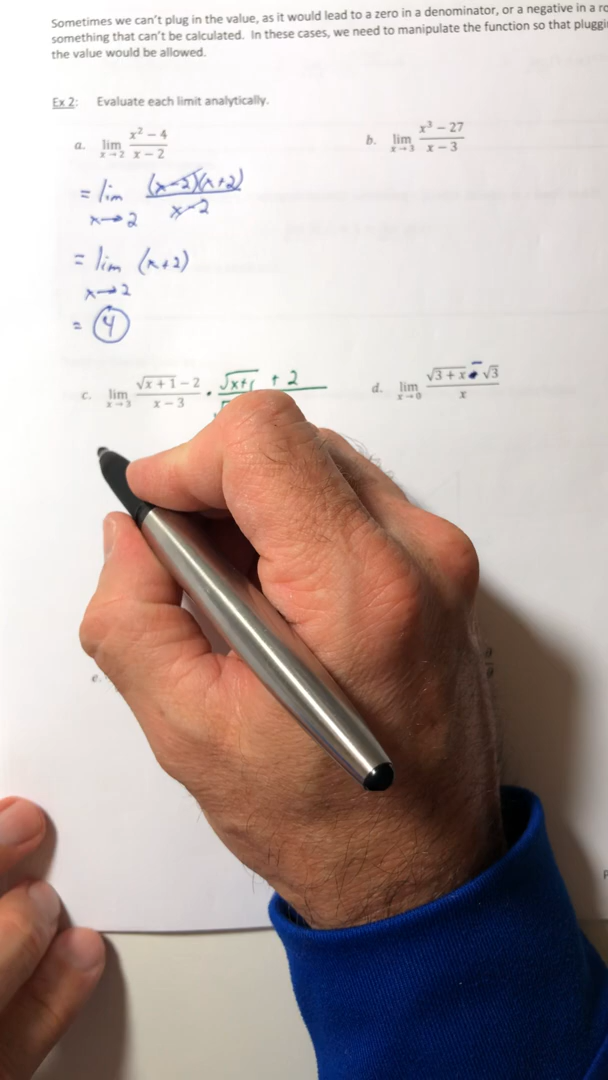 Sometimes we can't plug in the value, as it would lead to a zero in a denominator, or a negative in a
something that can't be calculated. In these cases, we need to manipulate the function so that
the value would be allowed.
Ex 2: Evaluate each limit analytically.
a. lim x→2 (x² − 4)/(x − 2)
b. lim x→3 (x³ − 27)/(x − 3)
= lim x→2 (x-2)(x+2)/(x-2)
= lim x→2 (x+2)
= 4
c. lim x→3 (√(x + 1) − 2)/(x − 3) · √(x+1) + 2
d. lim x→0 (√(3 + x) − √3)/x
e.